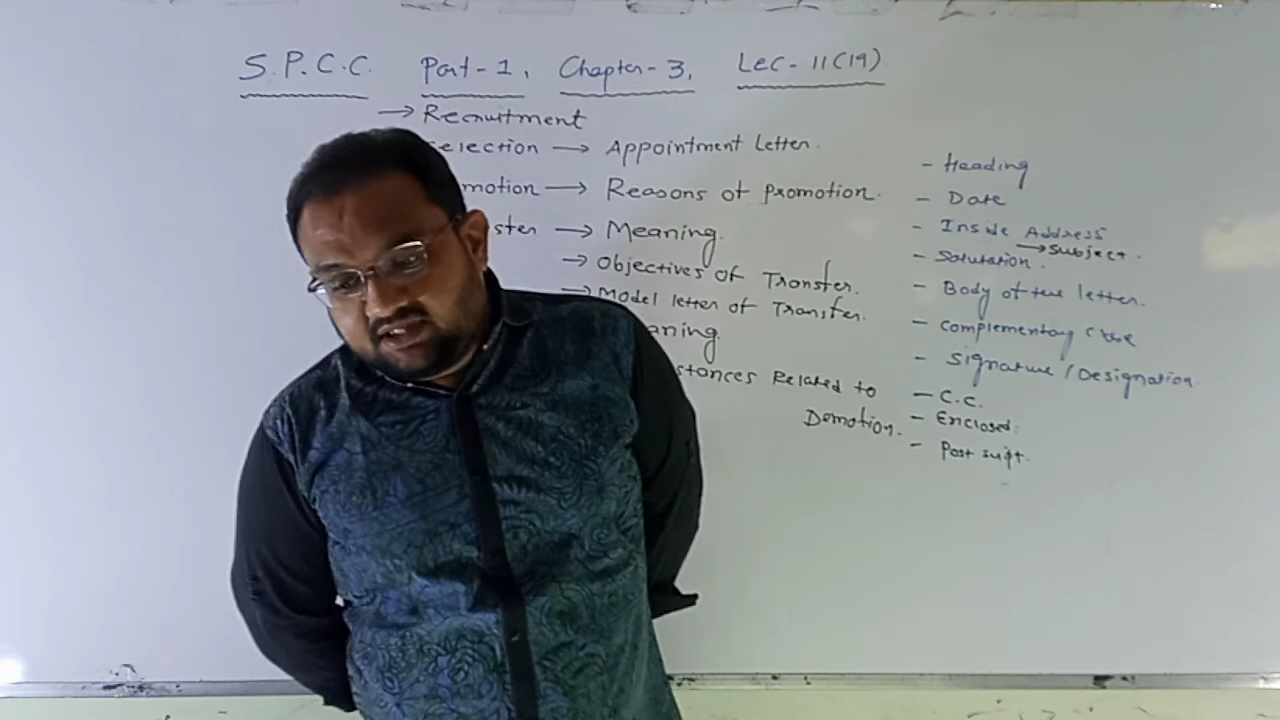 S.P.C.C. Part-1, Chapter-3, Lec-11(19)
→ Recruitment
election → Appointment Letter.
motion → Reasons of promotion.
ster → Meaning.
→ Objectives of Transfer.
→ Model letter of Transfer.
aning
stances Related to
Demotion.
- Heading
- Date
- Inside Address
→ Subject.
- Salutation.
- Body of the letter.
- Complementary close
- Signature / Designation
- C.C.
- Enclosed.
- Post suipt.